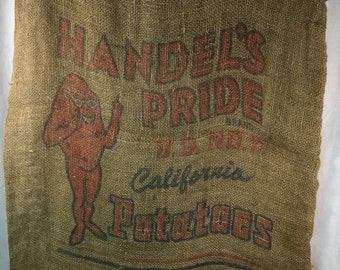 HANDEL'S
PRIDE
BRAND
U.S. NO. 1
California
Potatoes